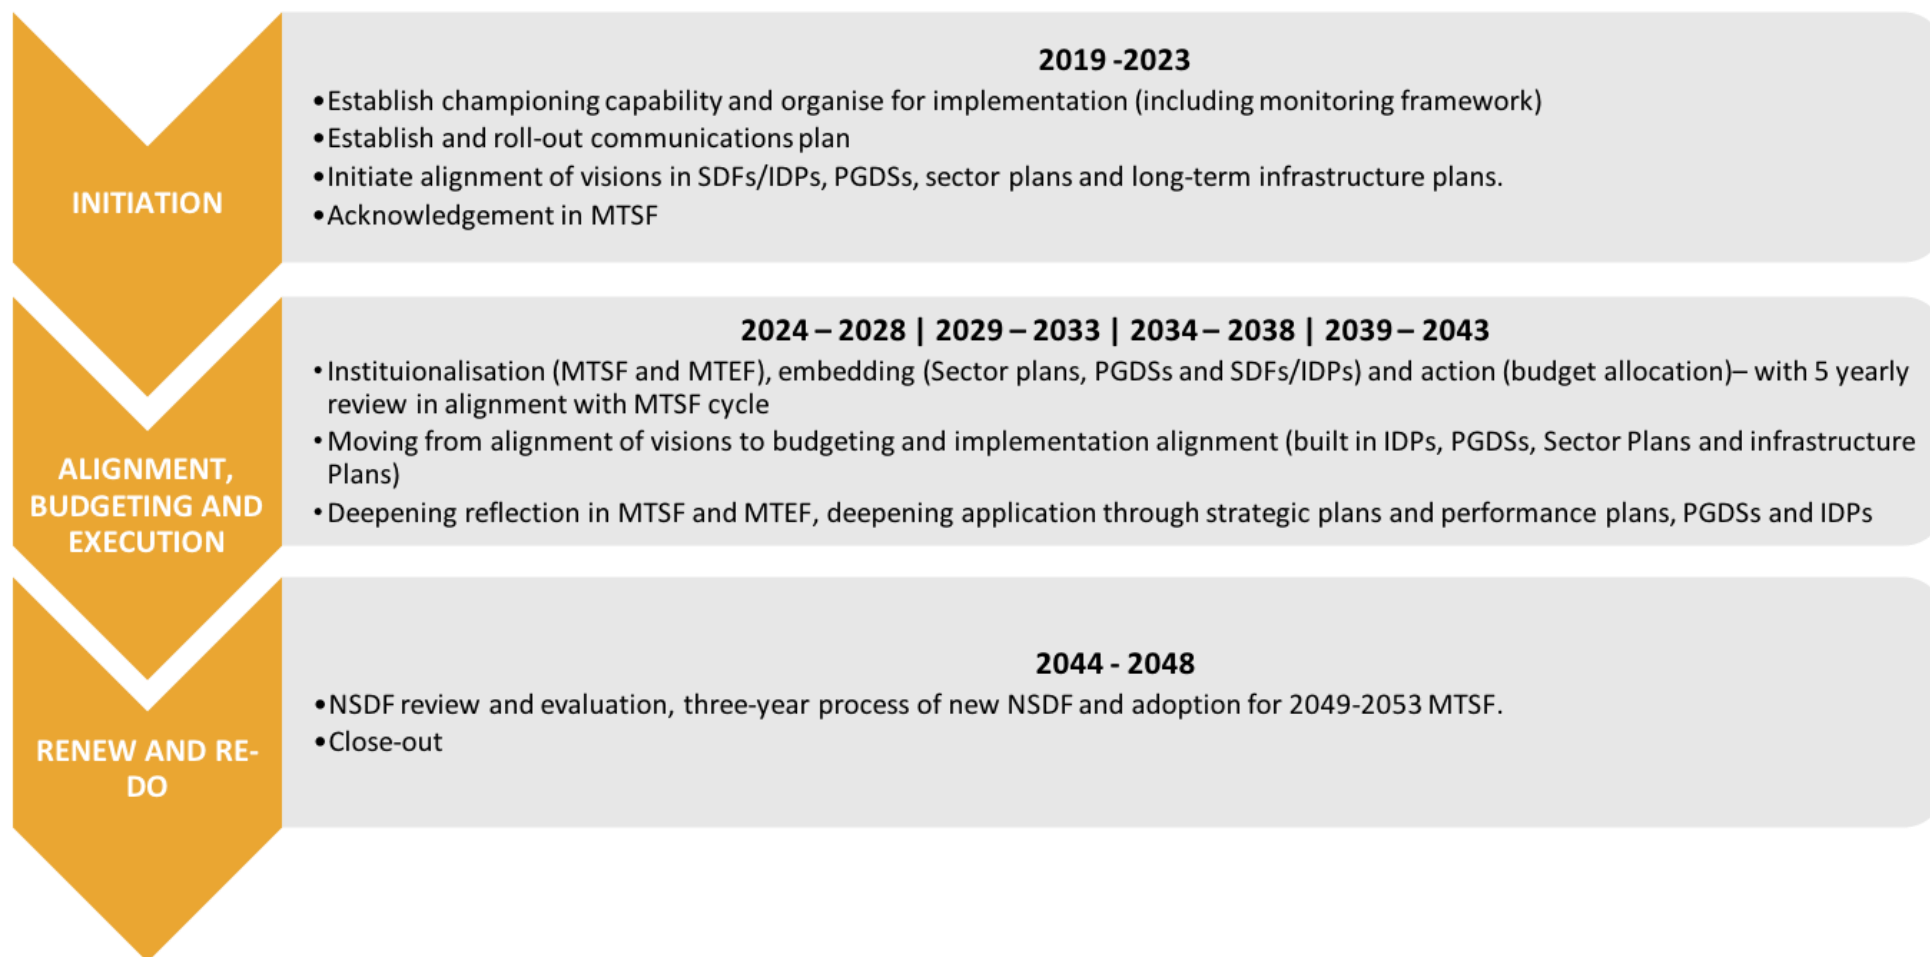 INITIATION
2019 -2023
•Establish championing capability and organise for implementation (including monitoring framework)
•Establish and roll-out communications plan
•Initiate alignment of visions in SDFs/IDPs, PGDSs, sector plans and long-term infrastructure plans.
•Acknowledgement in MTSF
ALIGNMENT,
BUDGETING AND
EXECUTION
2024 – 2028 | 2029 – 2033 | 2034 – 2038 | 2039 – 2043
•Instituionalisation (MTSF and MTEF), embedding (Sector plans, PGDSs and SDFs/IDPs) and action (budget allocation)– with 5 yearly
review in alignment with MTSF cycle
•Moving from alignment of visions to budgeting and implementation alignment (built in IDPs, PGDSs, Sector Plans and infrastructure
Plans)
•Deepening reflection in MTSF and MTEF, deepening application through strategic plans and performance plans, PGDSs and IDPs
RENEW AND RE-
DO
2044 - 2048
•NSDF review and evaluation, three-year process of new NSDF and adoption for 2049-2053 MTSF.
•Close-out